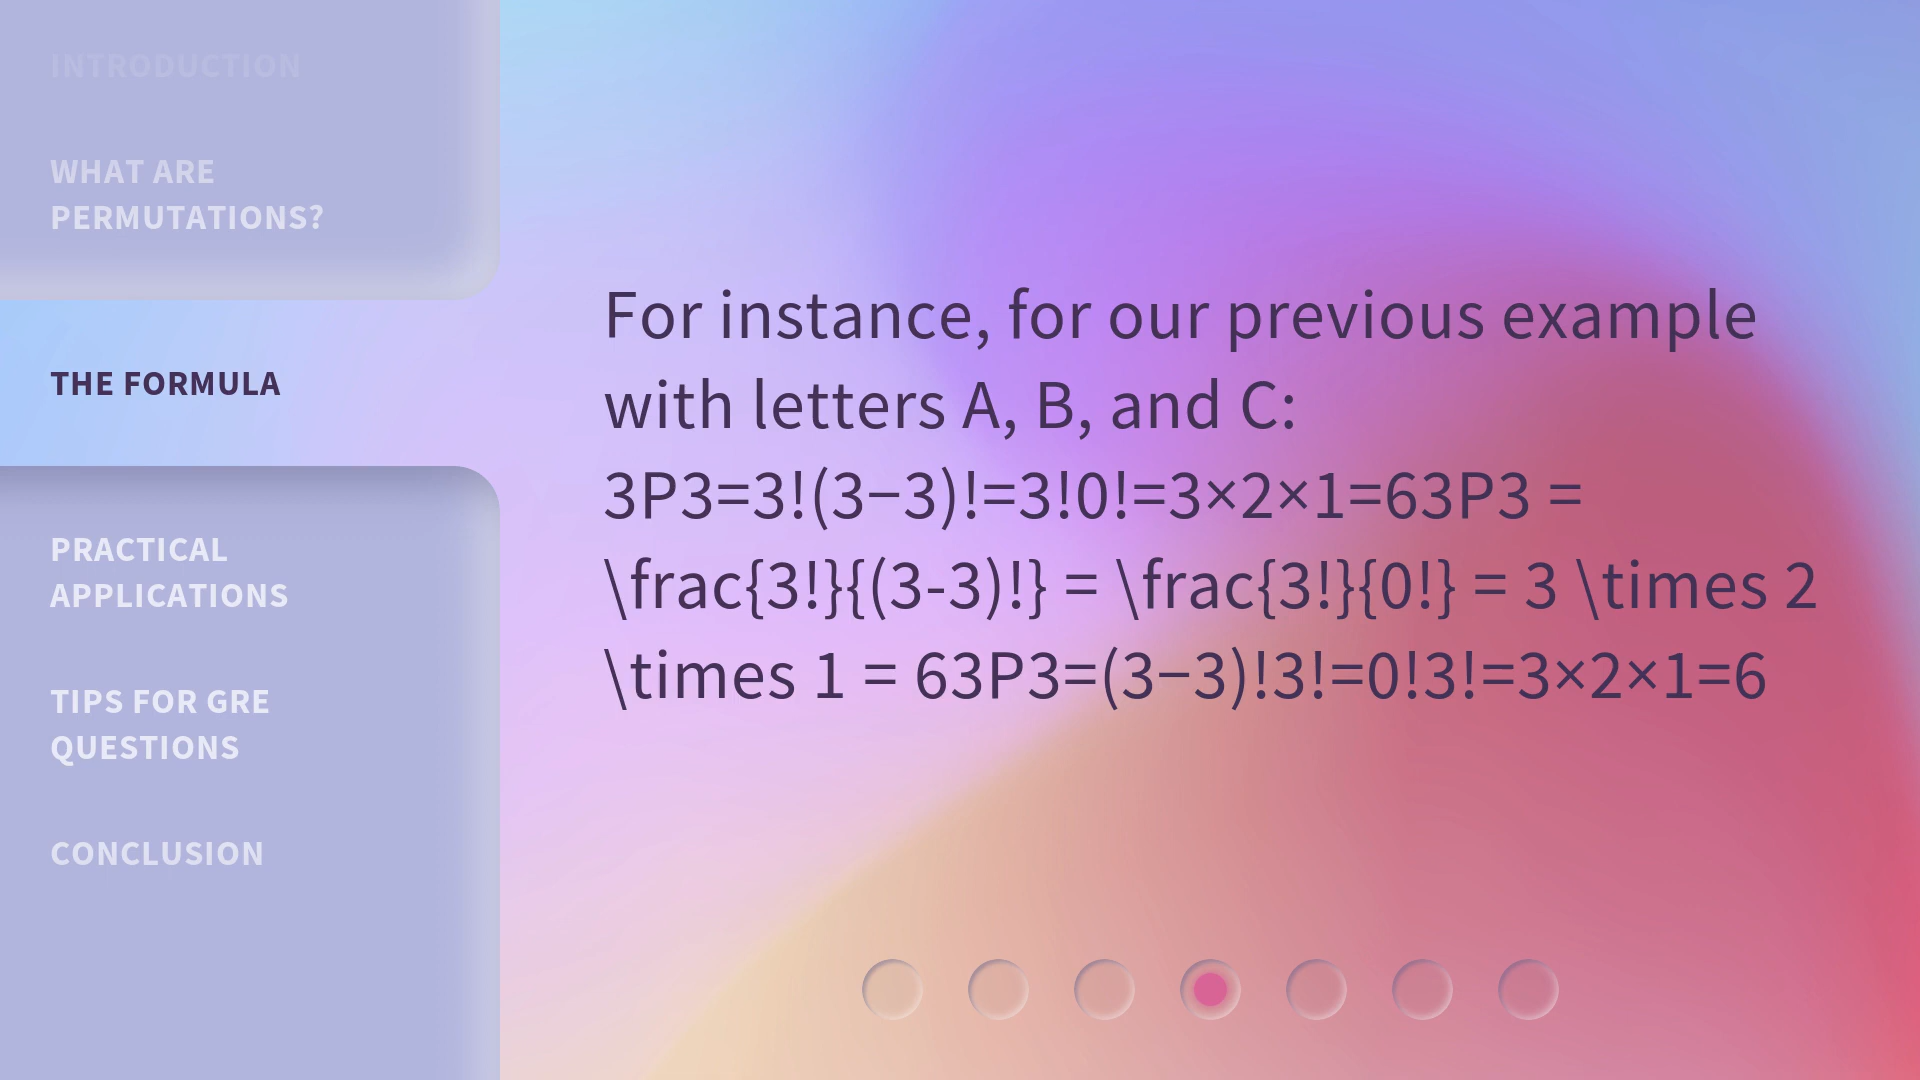 INTRODUCTION
WHAT ARE
PERMUTATIONS?
THE FORMULA
PRACTICAL
APPLICATIONS
TIPS FOR GRE
QUESTIONS
CONCLUSION
For instance, for our previous example
with letters A, B, and C:
3P3=3!(3−3)!=3!0!=3×2×1=63P3 =
\frac{3!}{(3-3)!} = \frac{3!}{0!} = 3 \times 2
\times 1 = 63P3=(3−3)!3!=0!3!=3×2×1=6